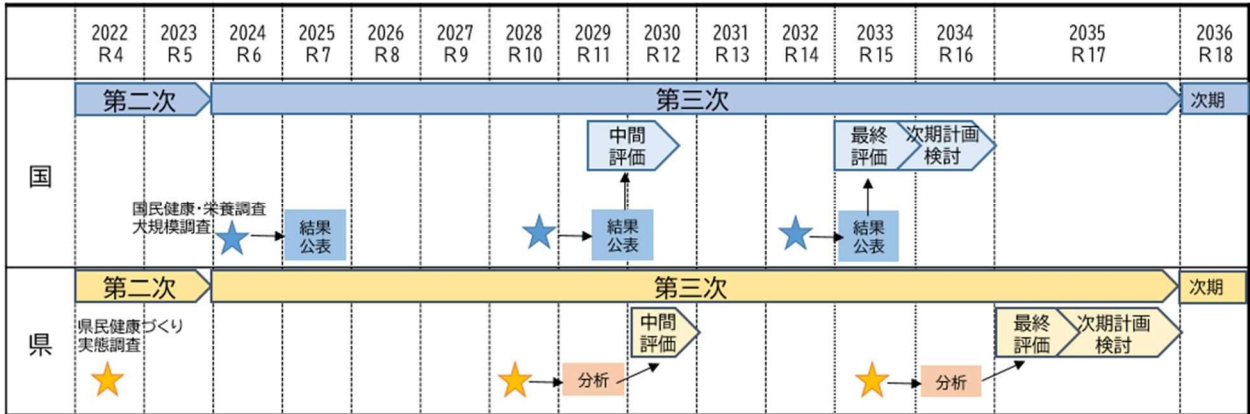 2022 2023 2024 2025 2026 2027 2028 2029 2030 2031 2032 2033 2034 2035 2036
R4 R5 R6 R7 R8 R9 R10 R11 R12 R13 R14 R15 R16 R17 R18
国
第二次 第三次 次期
中間
評価
最終
評価
次期計画
検討
国民健康・栄養調査
大規模調査
結果
公表
結果
公表
結果
公表
県
第二次 第三次 次期
県民健康づくり
実態調査
中間
評価
最終
評価
次期計画
検討
分析
分析